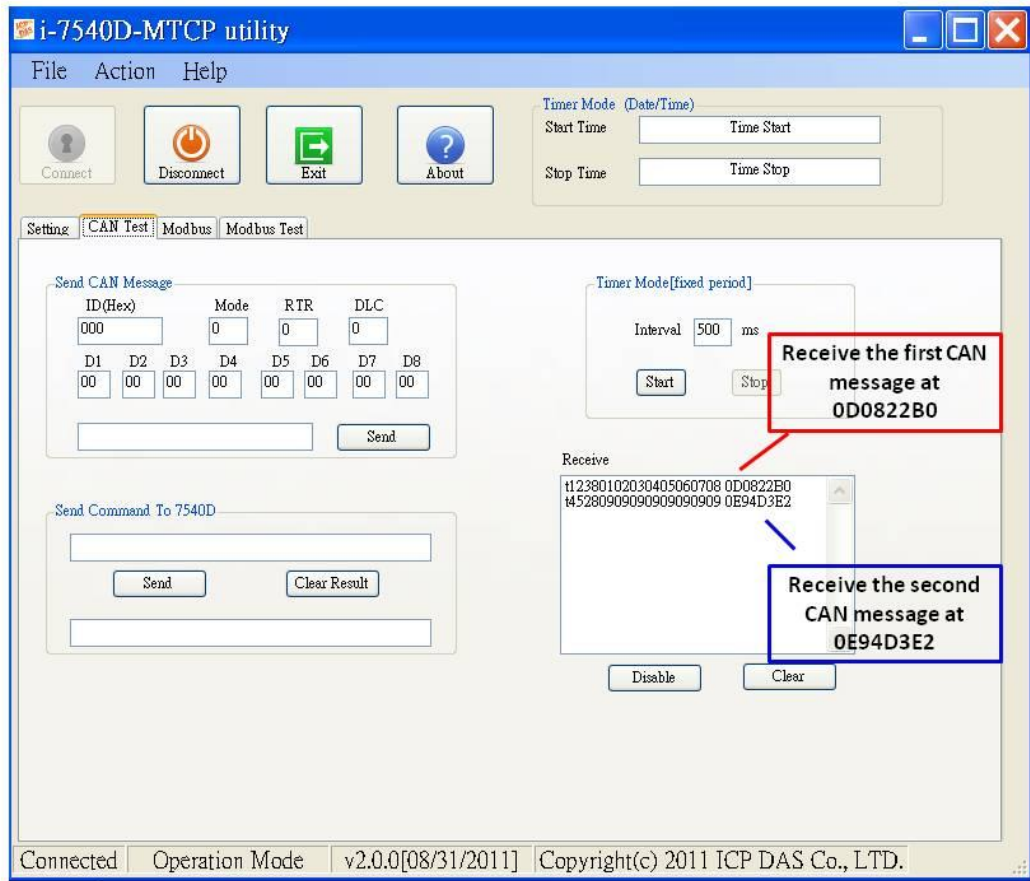 i-7540D-MTCP utility
File Action Help
Connect Disconnect Exit About
Timer Mode (Date/Time)
Start Time Time Start
Stop Time Time Stop
Setting CAN Test Modbus Modbus Test
Send CAN Message
ID(Hex) Mode RTR DLC
000 0 0 0
D1 D2 D3 D4 D5 D6 D7 D8
00 00 00 00 00 00 00 00
Send
Send Command To 7540D
Send Clear Result
Timer Mode[fixed period]
Interval 500 ms
Start Stop
Receive the first CAN
message at
0D0822B0
Receive
t12380102030405060708 0D0822B0
t45280909090909090909 0E94D3E2
Receive the second
CAN message at
0E94D3E2
Disable Clear
Connected Operation Mode v2.0.0[08/31/2011] Copyright(c) 2011 ICP DAS Co., LTD.